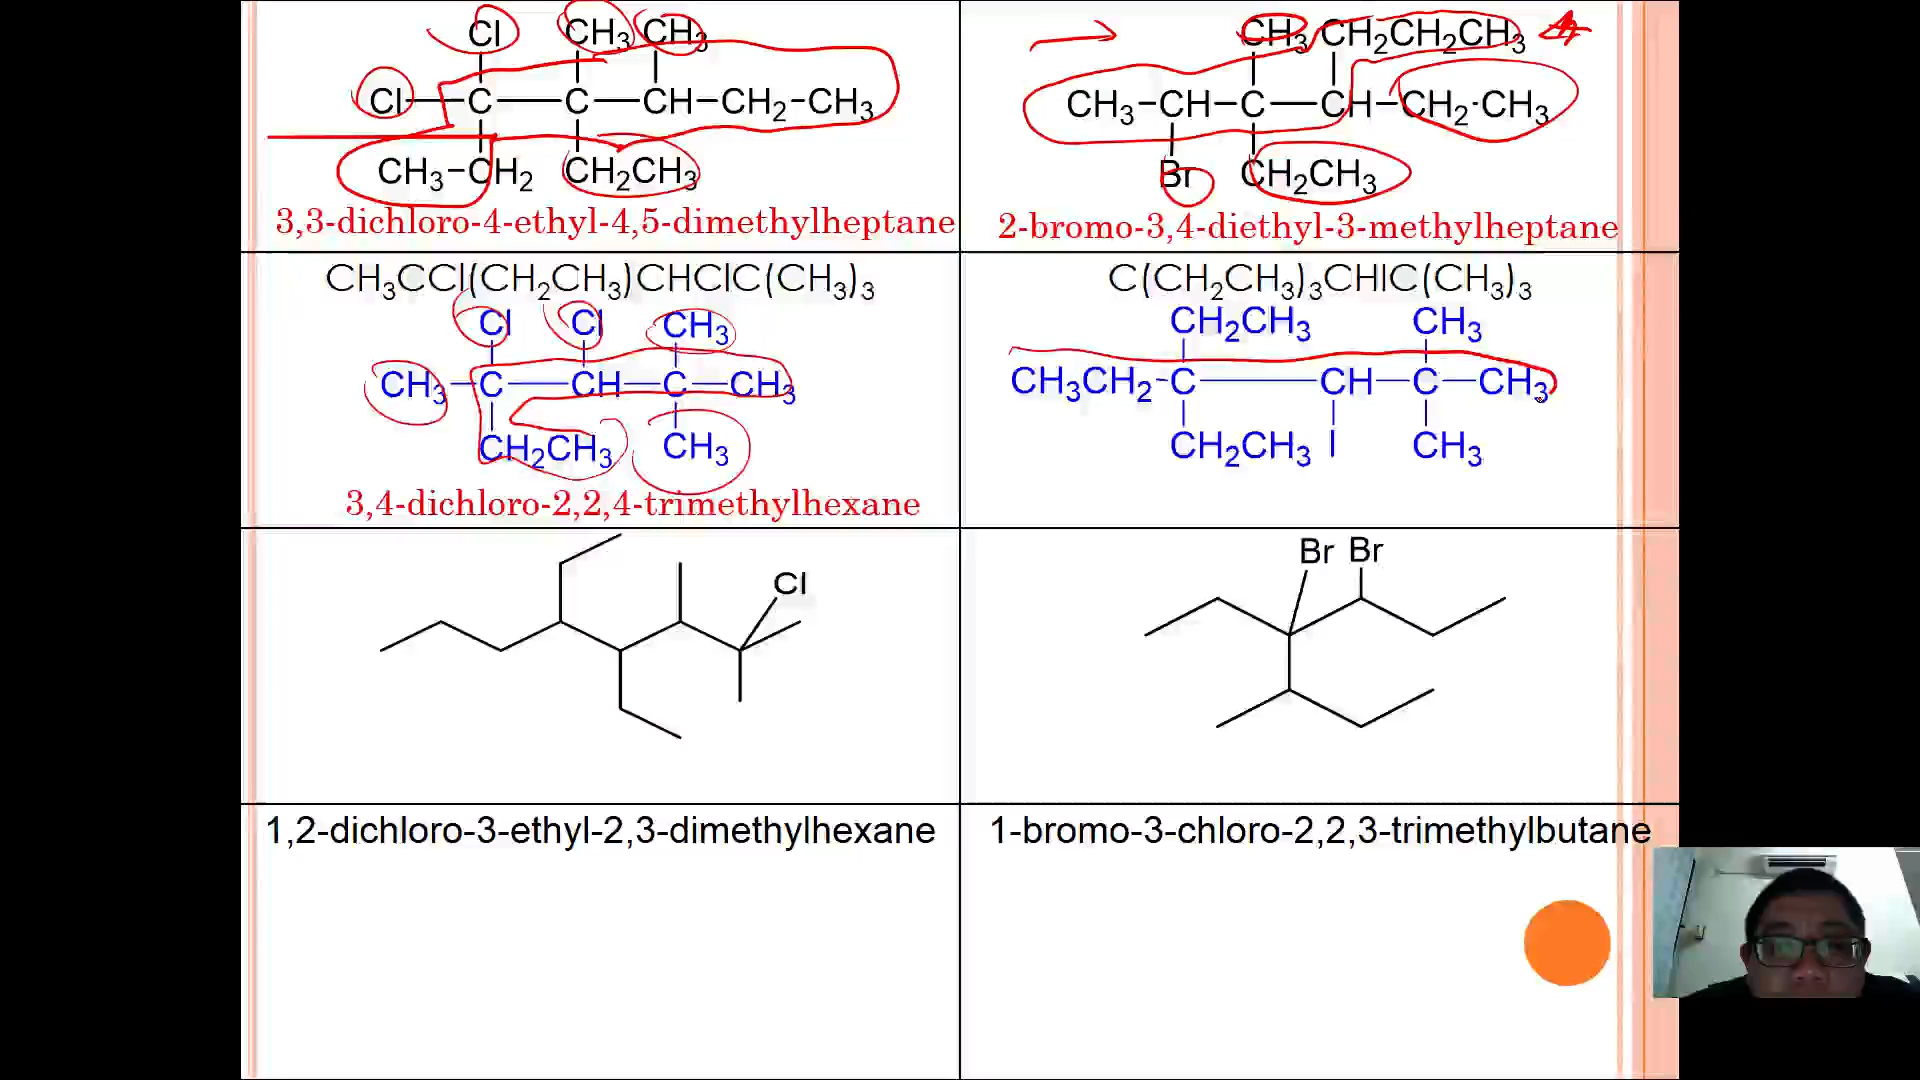 Cl CH₃ CH₃
Cl—C—C—CH—CH₂—CH₃
CH₃—CH₂ CH₂CH₃
3,3-dichloro-4-ethyl-4,5-dimethylheptane
CH₃ CH₂CH₂CH₃
CH₃—CH—C—CH—CH₂-CH₃
Br CH₂CH₃
2-bromo-3,4-diethyl-3-methylheptane
CH₃CCl(CH₂CH₃)CHClC(CH₃)₃
Cl Cl CH₃
CH₃—C—CH—C—CH₃
CH₂CH₃ CH₃
3,4-dichloro-2,2,4-trimethylhexane
C(CH₂CH₃)₃CHIC(CH₃)₃
CH₂CH₃ CH₃
CH₃CH₂-C—CH—C—CH₃
CH₂CH₃ I CH₃
Cl
Br Br
1,2-dichloro-3-ethyl-2,3-dimethylhexane
1-bromo-3-chloro-2,2,3-trimethylbutane